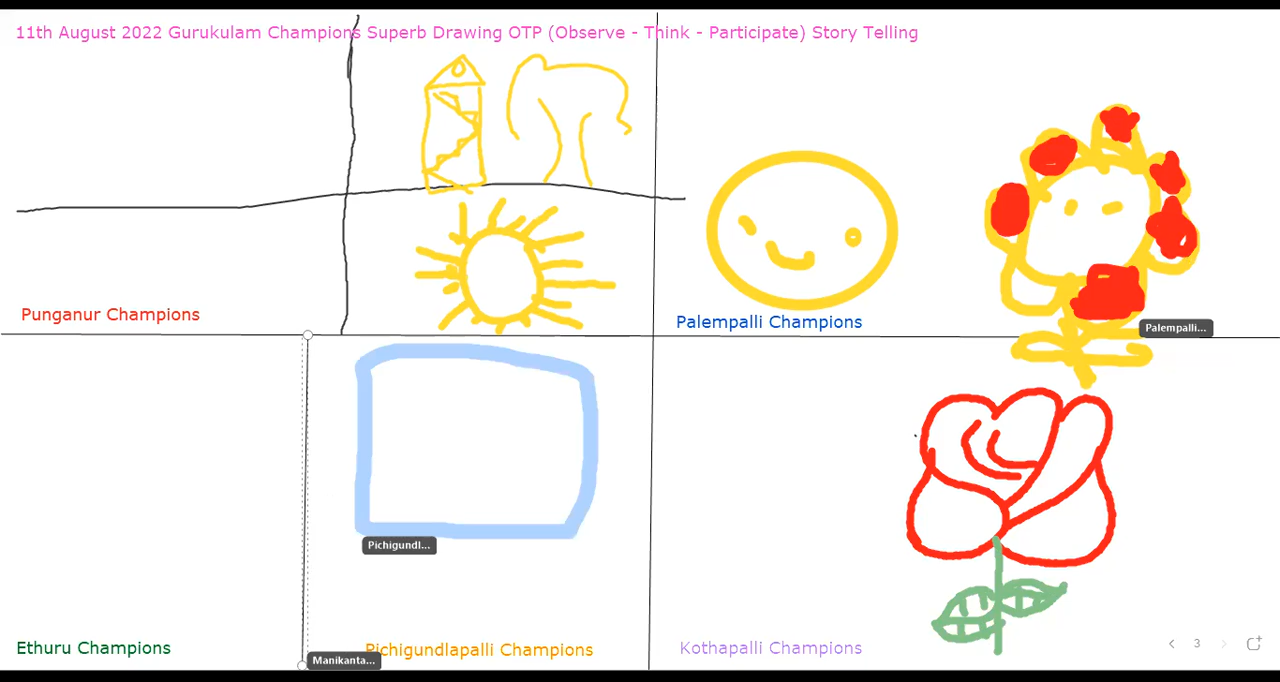 11th August 2022 Gurukulam Champions Superb Drawing OTP (Observe - Think - Participate) Story Telling
Punganur Champions
Palempalli Champions
Palempalli...
Pichigundl...
Ethuru Champions
Manikanta...
Pichigundlapalli Champions
Kothapalli Champions
3